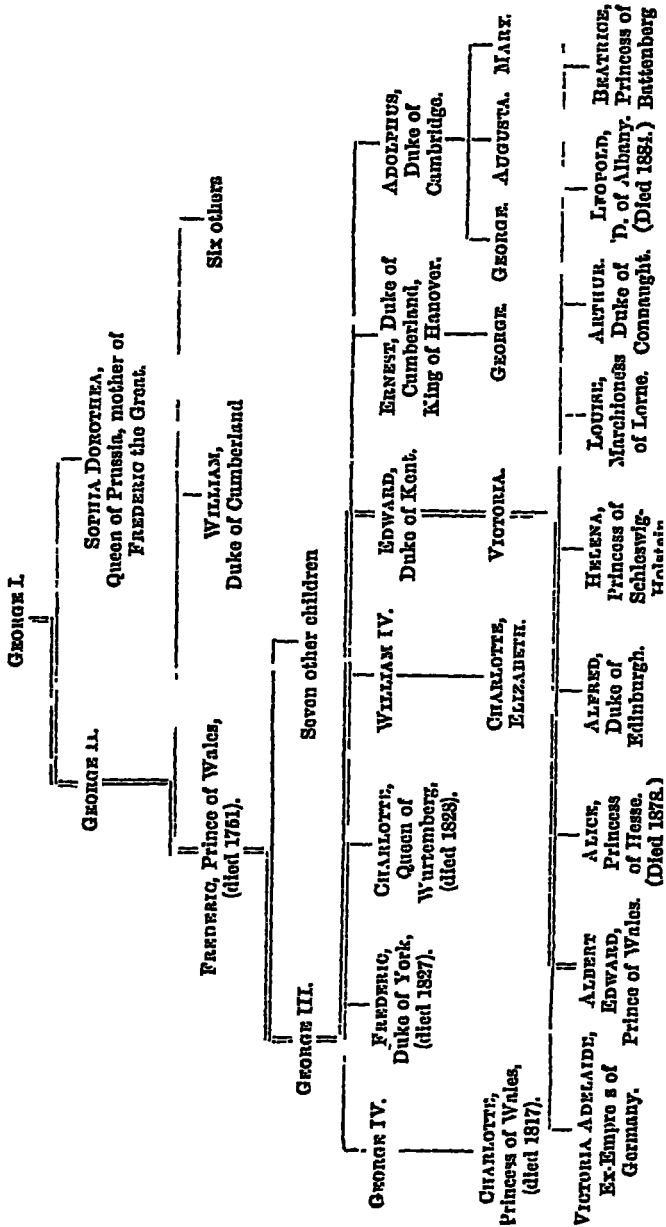 GEORGE I.
GEORGE II.
SOPHIA DOROTHEA,
Queen of Prussia, mother of
FREDERIC the Great.
FREDERIC, Prince of Wales,
(died 1751).
WILLIAM,
Duke of Cumberland
Six others
GEORGE III.
Seven other children
GEORGE IV.
FREDERIC,
Duke of York,
(died 1827).
CHARLOTTE,
Queen of
Wurtemberg,
(died 1828).
WILLIAM IV.
EDWARD,
Duke of Kent.
ERNEST, Duke of
Cumberland,
King of Hanover.
ADOLPHUS,
Duke of
Cambridge.
CHARLOTTE,
Princess of Wales,
(died 1817).
CHARLOTTE,
ELIZABETH.
VICTORIA.
GEORGE.
GEORGE. AUGUSTA. MARY.
VICTORIA ADELAIDE,
Ex-Empre s of
Germany.
ALBERT
EDWARD,
Prince of Wales.
ALICE,
Princess
of Hesse.
(Died 1878.)
ALFRED,
Duke of
Edinburgh.
HELENA,
Princess of
Schleswig-
Holstein
LOUISE,
Marchioness
of Lorne.
ARTHUR.
Duke of
Connaught.
LEOPOLD,
D. of Albany.
(Died 1884.)
BEATRICE,
Princess of
Battenberg